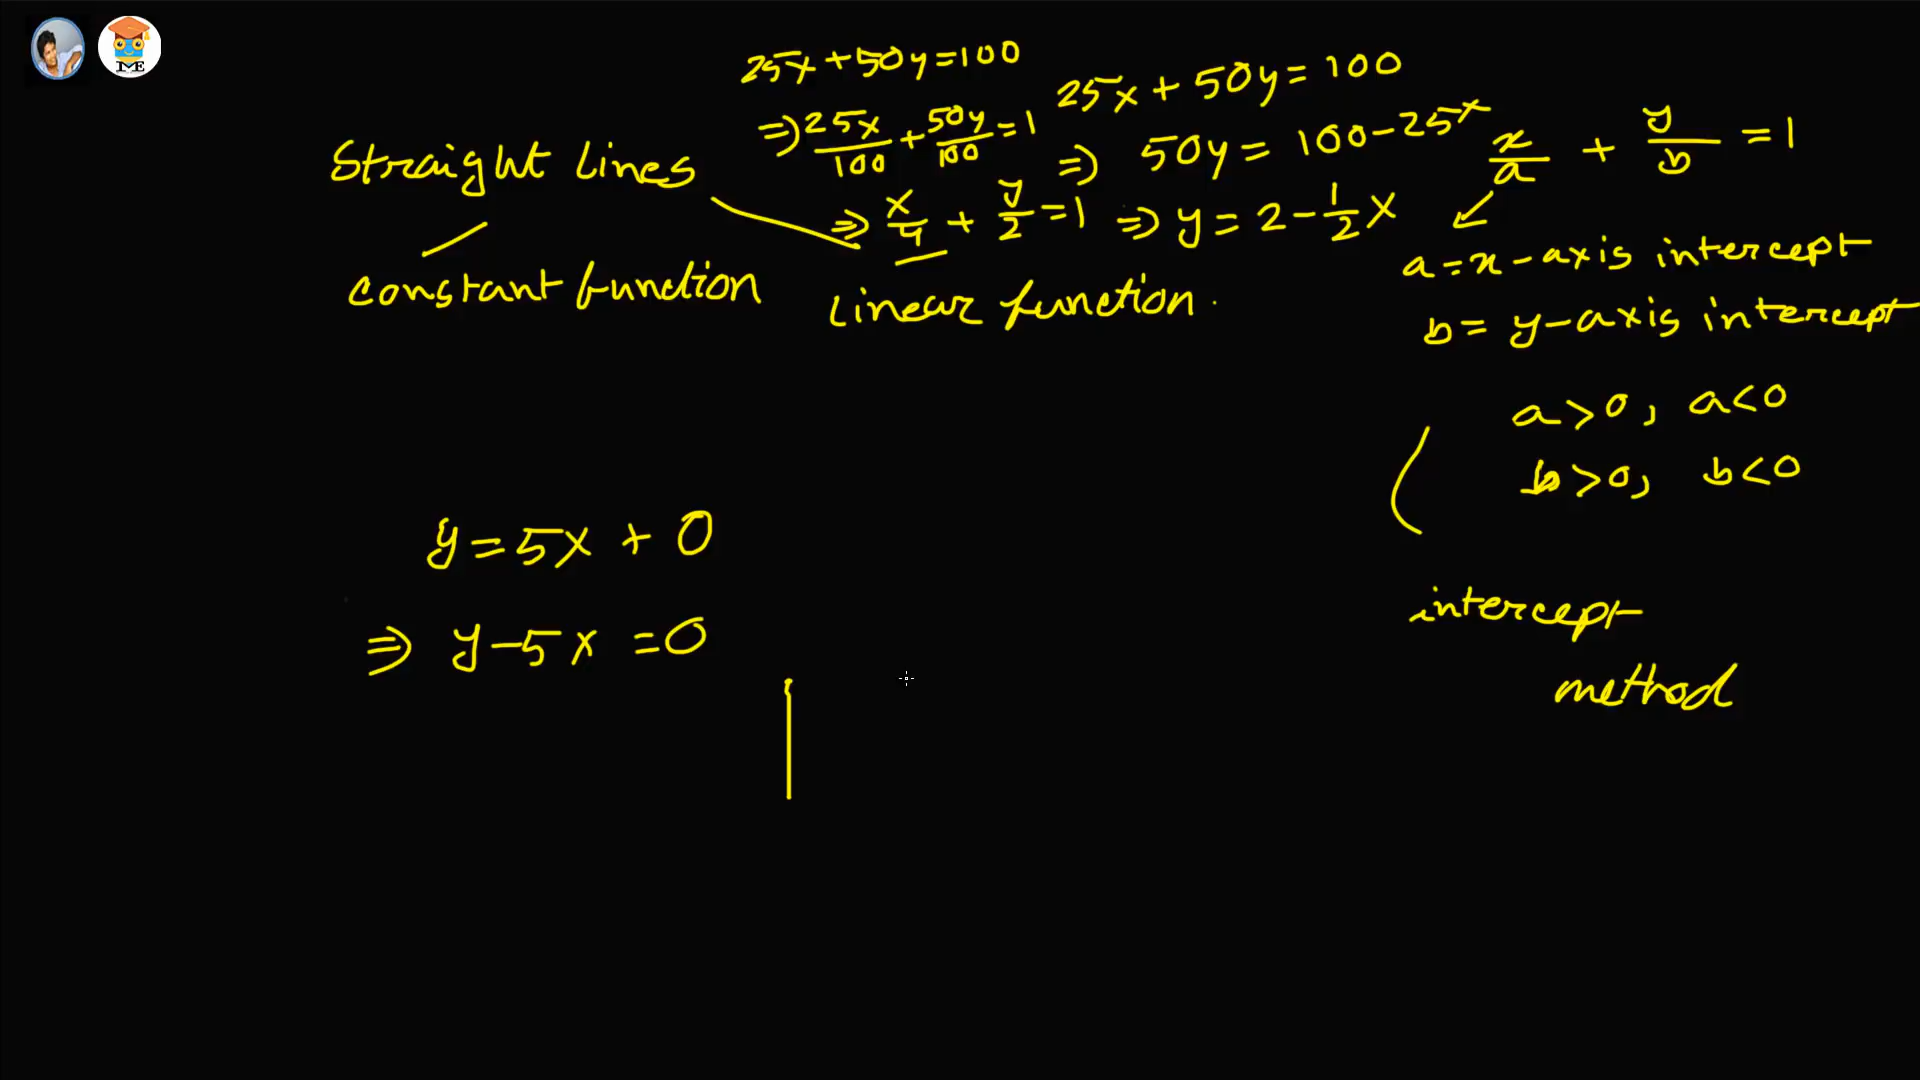 ME
Straight Lines
constant function
Linear function.
25x + 50y = 100
⇒ 25x/100 + 50y/100 = 1
⇒ x/4 + y/2 = 1
25x + 50y = 100
⇒ 50y = 100 - 25x
⇒ y = 2 - 1/2 x
x/a + y/b = 1
a = x - axis intercept
b = y - axis intercept
a > 0, a < 0
b > 0, b < 0
intercept
method
y = 5x + 0
⇒ y - 5x = 0